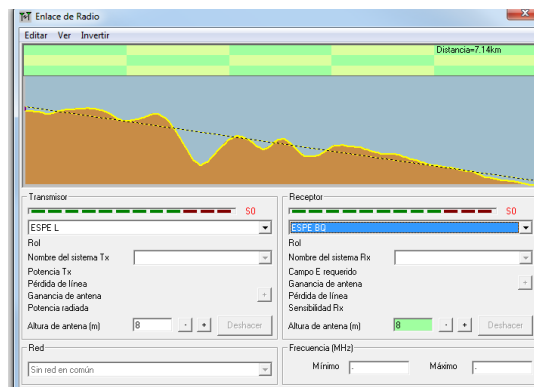 Enlace de Radio
Editar Ver Invertir
Distancia=7.14km
Transmisor
S0
ESPE L
Rol
Nombre del sistema Tx
Potencia Tx
Pérdida de línea
Ganancia de antena
+
Potencia radiada
Altura de antena (m)
8
-
+
Deshacer
Red
Sin red en común
Receptor
S0
ESPE BQ
Rol
Nombre del sistema Rx
Campo E requerido
Ganancia de antena
+
Pérdida de línea
Sensibilidad Rx
Altura de antena (m)
8
-
+
Deshacer
Frecuencia (MHz)
Mínimo
-
Máximo
-